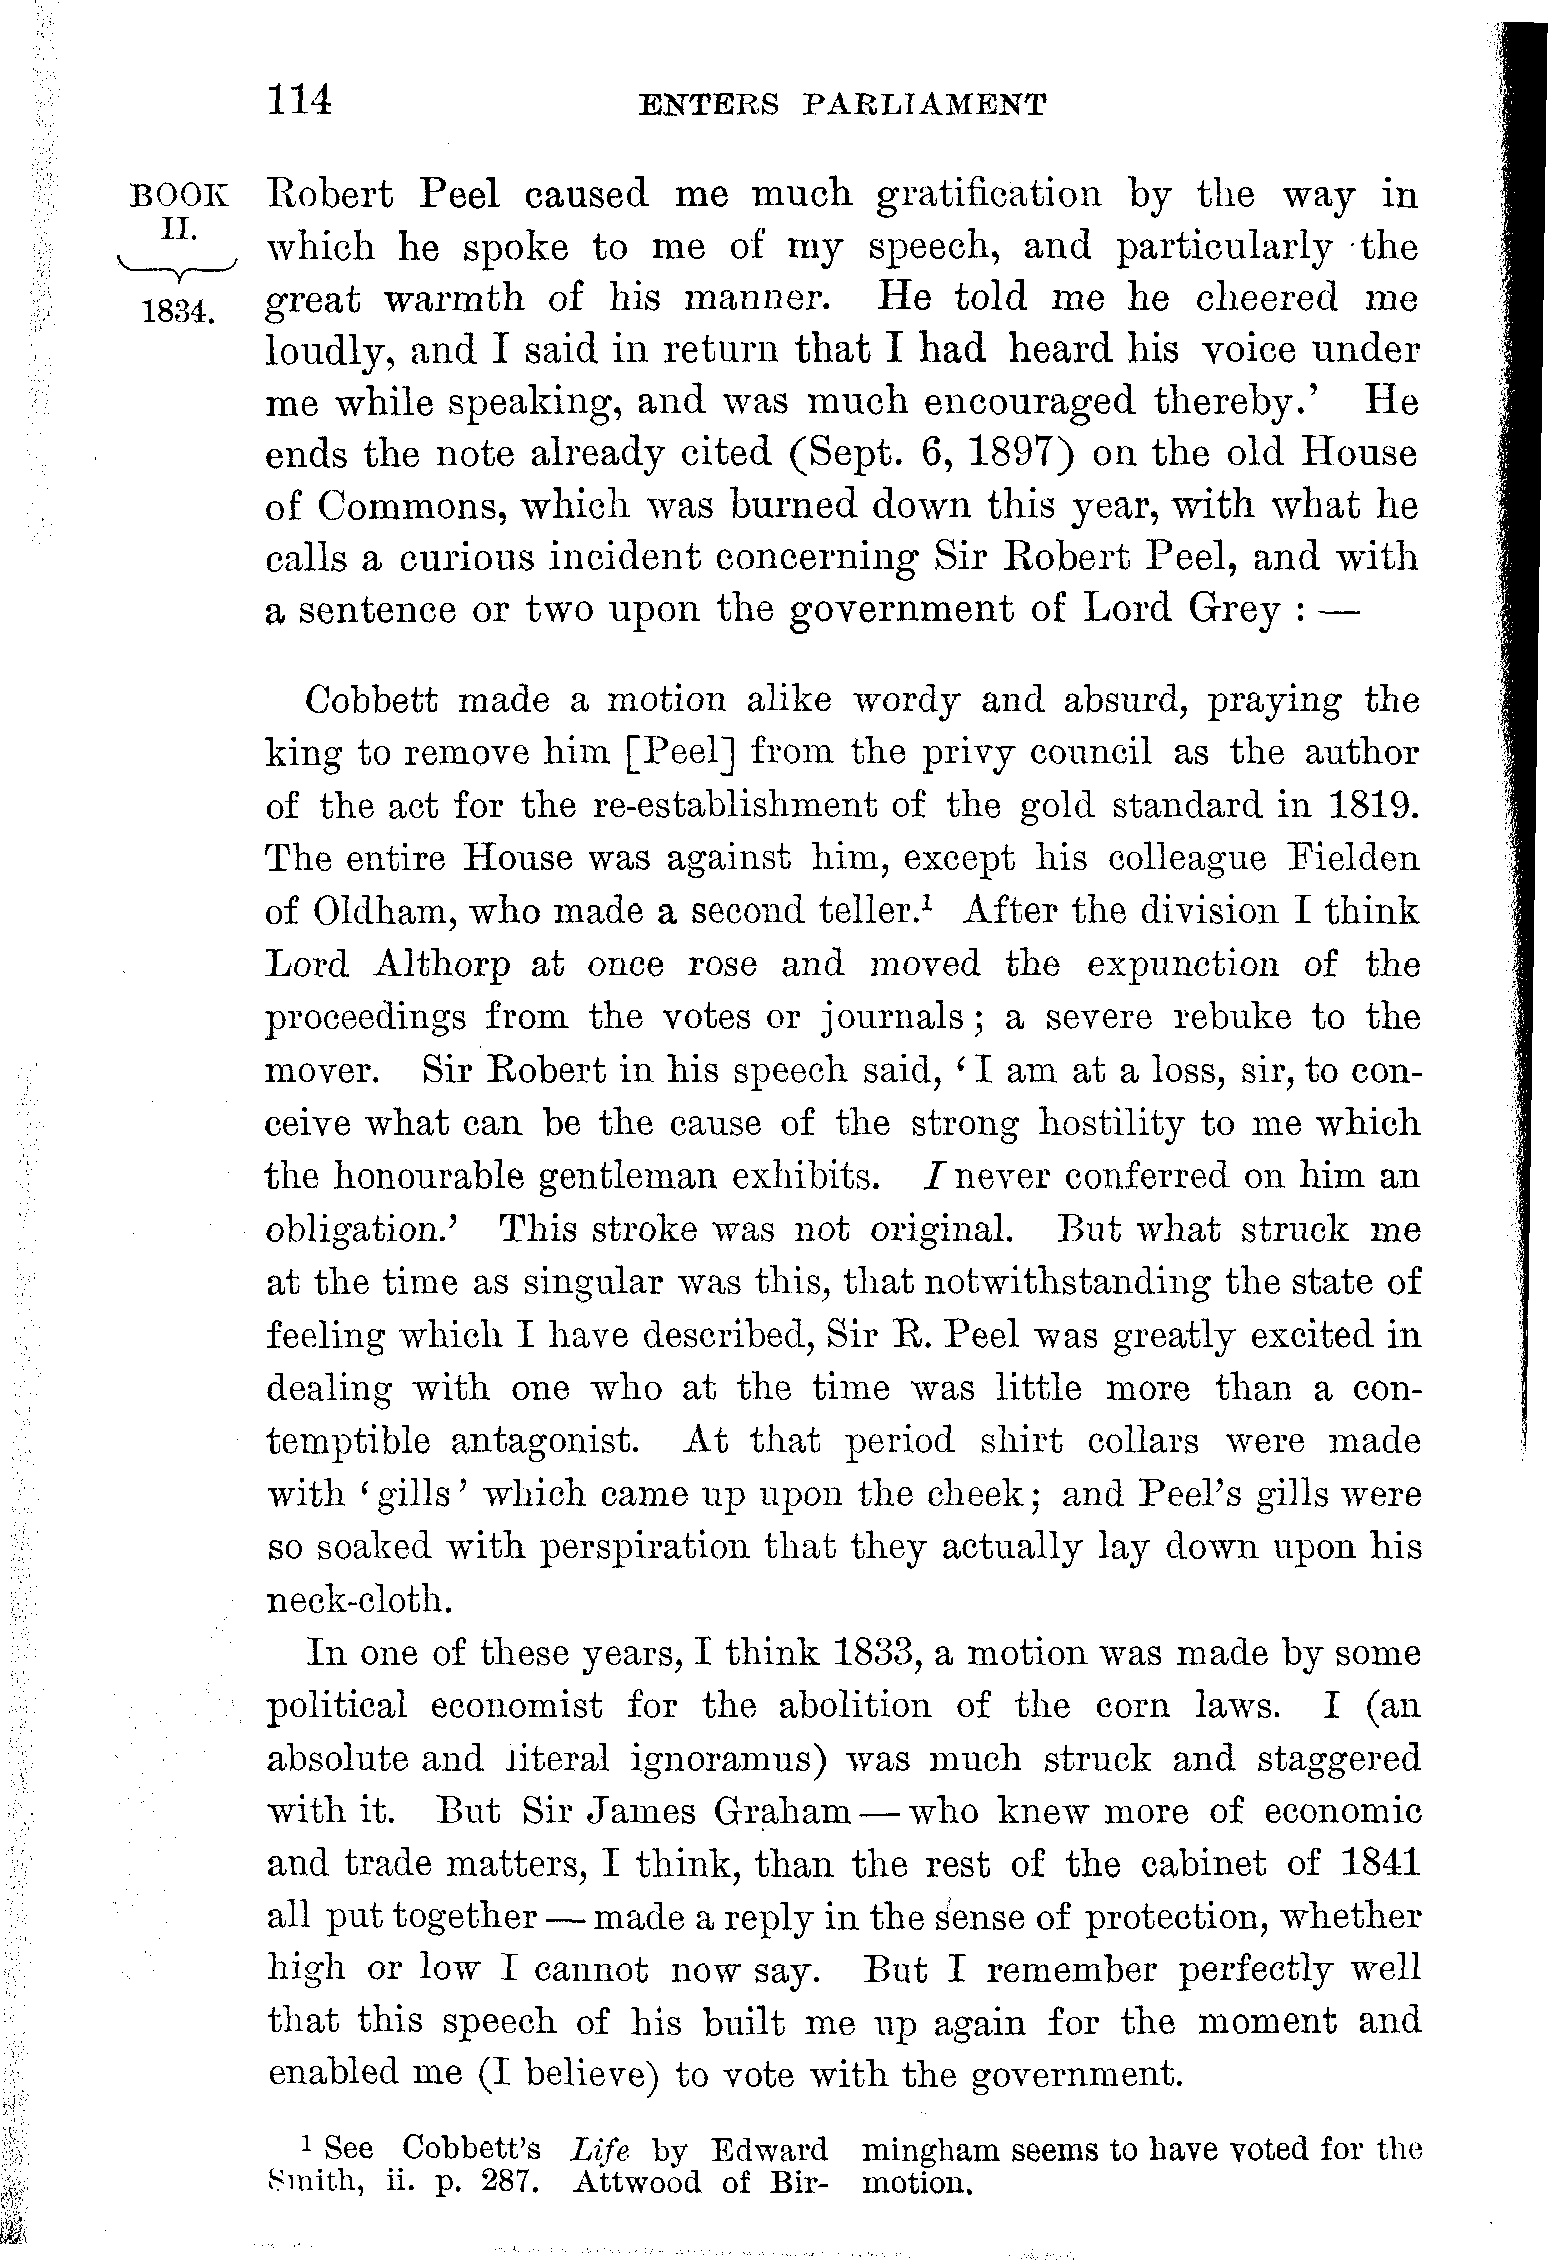 114 ENTERS PARLIAMENT
BOOK
II.
1834.
Robert Peel caused me much gratification by the way in
which he spoke to me of my speech, and particularly the
great warmth of his manner. He told me he cheered me
loudly, and I said in return that I had heard his voice under
me while speaking, and was much encouraged thereby.’ He
ends the note already cited (Sept. 6, 1897) on the old House
of Commons, which was burned down this year, with what he
calls a curious incident concerning Sir Robert Peel, and with
a sentence or two upon the government of Lord Grey : —
Cobbett made a motion alike wordy and absurd, praying the
king to remove him [Peel] from the privy council as the author
of the act for the re-establishment of the gold standard in 1819.
The entire House was against him, except his colleague Fielden
of Oldham, who made a second teller.¹ After the division I think
Lord Althorp at once rose and moved the expunction of the
proceedings from the votes or journals; a severe rebuke to the
mover. Sir Robert in his speech said, ‘I am at a loss, sir, to con-
ceive what can be the cause of the strong hostility to me which
the honourable gentleman exhibits. I never conferred on him an
obligation.’ This stroke was not original. But what struck me
at the time as singular was this, that notwithstanding the state of
feeling which I have described, Sir R. Peel was greatly excited in
dealing with one who at the time was little more than a con-
temptible antagonist. At that period shirt collars were made
with ‘gills’ which came up upon the cheek; and Peel’s gills were
so soaked with perspiration that they actually lay down upon his
neck-cloth.
In one of these years, I think 1833, a motion was made by some
political economist for the abolition of the corn laws. I (an
absolute and literal ignoramus) was much struck and staggered
with it. But Sir James Graham — who knew more of economic
and trade matters, I think, than the rest of the cabinet of 1841
all put together — made a reply in the sense of protection, whether
high or low I cannot now say. But I remember perfectly well
that this speech of his built me up again for the moment and
enabled me (I believe) to vote with the government.
¹ See Cobbett’s Life by Edward
Smith, ii. p. 287. Attwood of Bir-
mingham seems to have voted for the
motion.